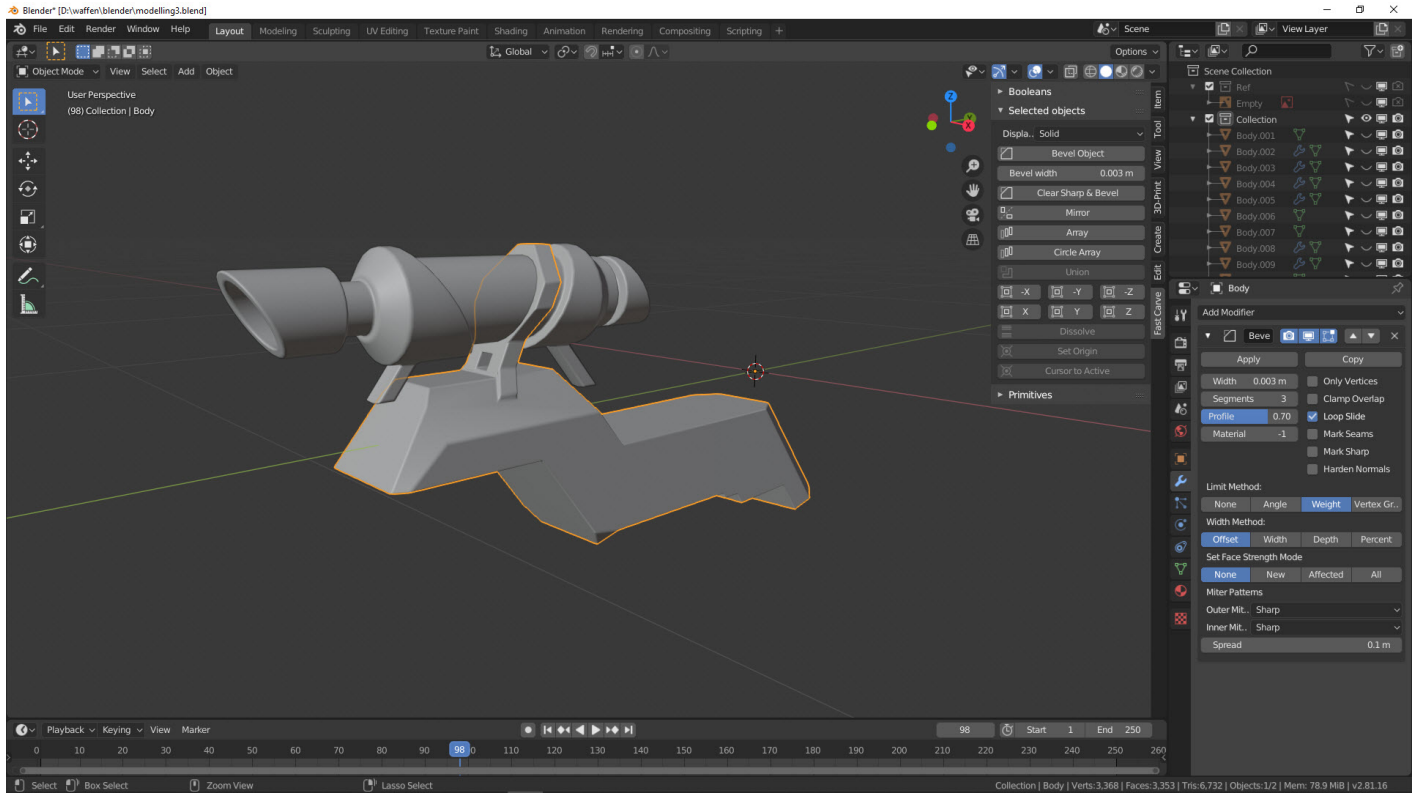 Blender* [D:\waffen\blender\modelling3.blend]
File Edit Render Window Help Layout Modeling Sculpting UV Editing Texture Paint Shading Animation Rendering Compositing Scripting + Scene View Layer
Global Options
Object Mode View Select Add Object
User Perspective
(98) Collection | Body
Z
Y
X
Booleans
Selected objects
Displa.. Solid
Bevel Object
Bevel width 0.003 m
Clear Sharp & Bevel
Mirror
Array
Circle Array
Union
-X -Y -Z
X Y Z
Dissolve
Set Origin
Cursor to Active
Primitives
Item
Tool
View
3D-Print
Create
Edit
Fast Carve
Scene Collection
Ref
Empty
Collection
Body.001
Body.002
Body.003
Body.004
Body.005
Body.006
Body.007
Body.008
Body.009
Body
Add Modifier
Beve
Apply Copy
Width 0.003 m Only Vertices
Segments 3 Clamp Overlap
Profile 0.70 Loop Slide
Material -1 Mark Seams
Mark Sharp
Harden Normals
Limit Method:
None Angle Weight Vertex Gr..
Width Method:
Offset Width Depth Percent
Set Face Strength Mode
None New Affected All
Miter Patterns
Outer Mit.. Sharp
Inner Mit.. Sharp
Spread 0.1 m
Playback Keying View Marker 98 Start 1 End 250
0 10 20 30 40 50 60 70 80 90 98 0 110 120 130 140 150 160 170 180 190 200 210 220 230 240 250 260
Select Box Select Zoom View Lasso Select Collection | Body | Verts:3,368 | Faces:3,353 | Tris:6,732 | Objects:1/2 | Mem: 78.9 MiB | v2.81.16